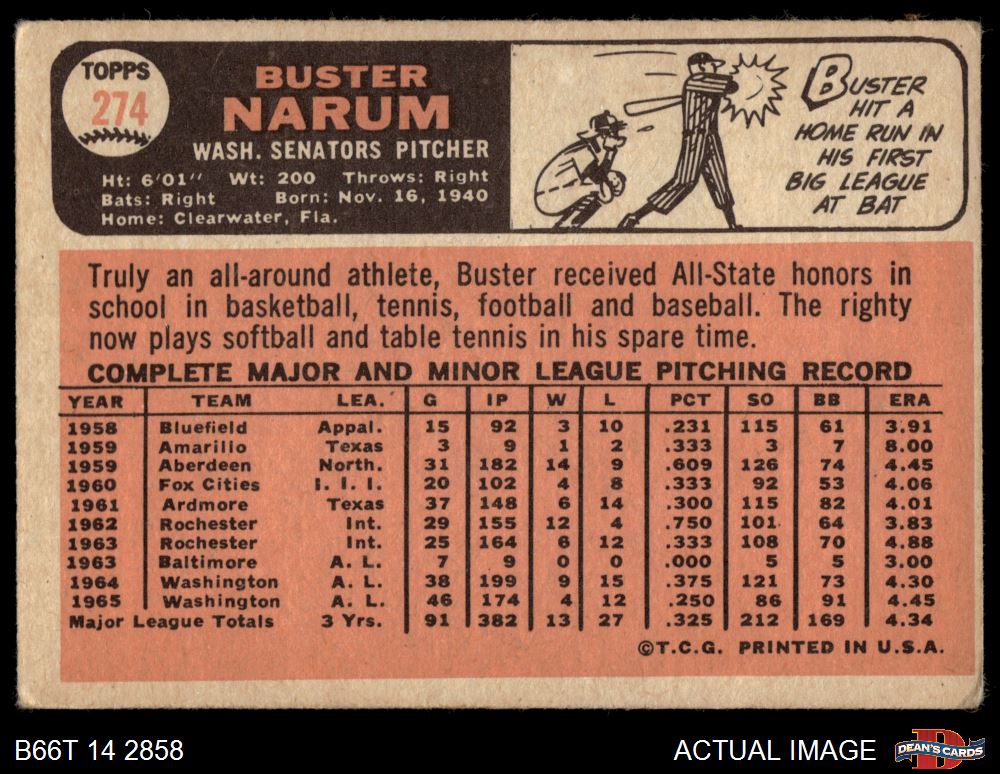 TOPPS
274
BUSTER
NARUM
WASH. SENATORS PITCHER
Ht: 6'01" Wt: 200 Throws: Right
Bats: Right Born: Nov. 16, 1940
Home: Clearwater, Fla.
BUSTER
HIT A
HOME RUN IN
HIS FIRST
BIG LEAGUE
AT BAT
Truly an all-around athlete, Buster received All-State honors in
school in basketball, tennis, football and baseball. The righty
now plays softball and table tennis in his spare time.
COMPLETE MAJOR AND MINOR LEAGUE PITCHING RECORD
YEAR TEAM LEA. G IP W L PCT SO BB ERA
1958 Bluefield Appal. 15 92 3 10 .231 115 61 3.91
1959 Amarillo Texas 3 9 1 2 .333 3 7 8.00
1959 Aberdeen North. 31 182 14 9 .609 126 74 4.45
1960 Fox Cities I. I. I. 20 102 4 8 .333 92 53 4.06
1961 Ardmore Texas 37 148 6 14 .300 115 82 4.01
1962 Rochester Int. 29 155 12 4 .750 101 64 3.83
1963 Rochester Int. 25 164 6 12 .333 108 70 4.88
1963 Baltimore A. L. 7 9 0 0 .000 5 5 3.00
1964 Washington A. L. 38 199 9 15 .375 121 73 4.30
1965 Washington A. L. 46 174 4 12 .250 86 91 4.45
Major League Totals 3 Yrs. 91 382 13 27 .325 212 169 4.34
©T.C.G. PRINTED IN U.S.A.
B66T 14 2858
ACTUAL IMAGE
DEAN'S CARDS